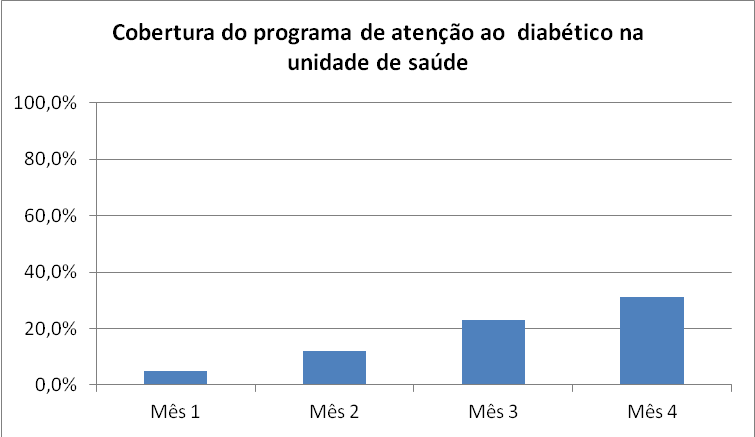 Cobertura do programa de atenção ao  diabético na
unidade de saúde
100,0%
80,0%
60,0%
40,0%
20,0%
0,0%
Mês 1 Mês 2 Mês 3 Mês 4